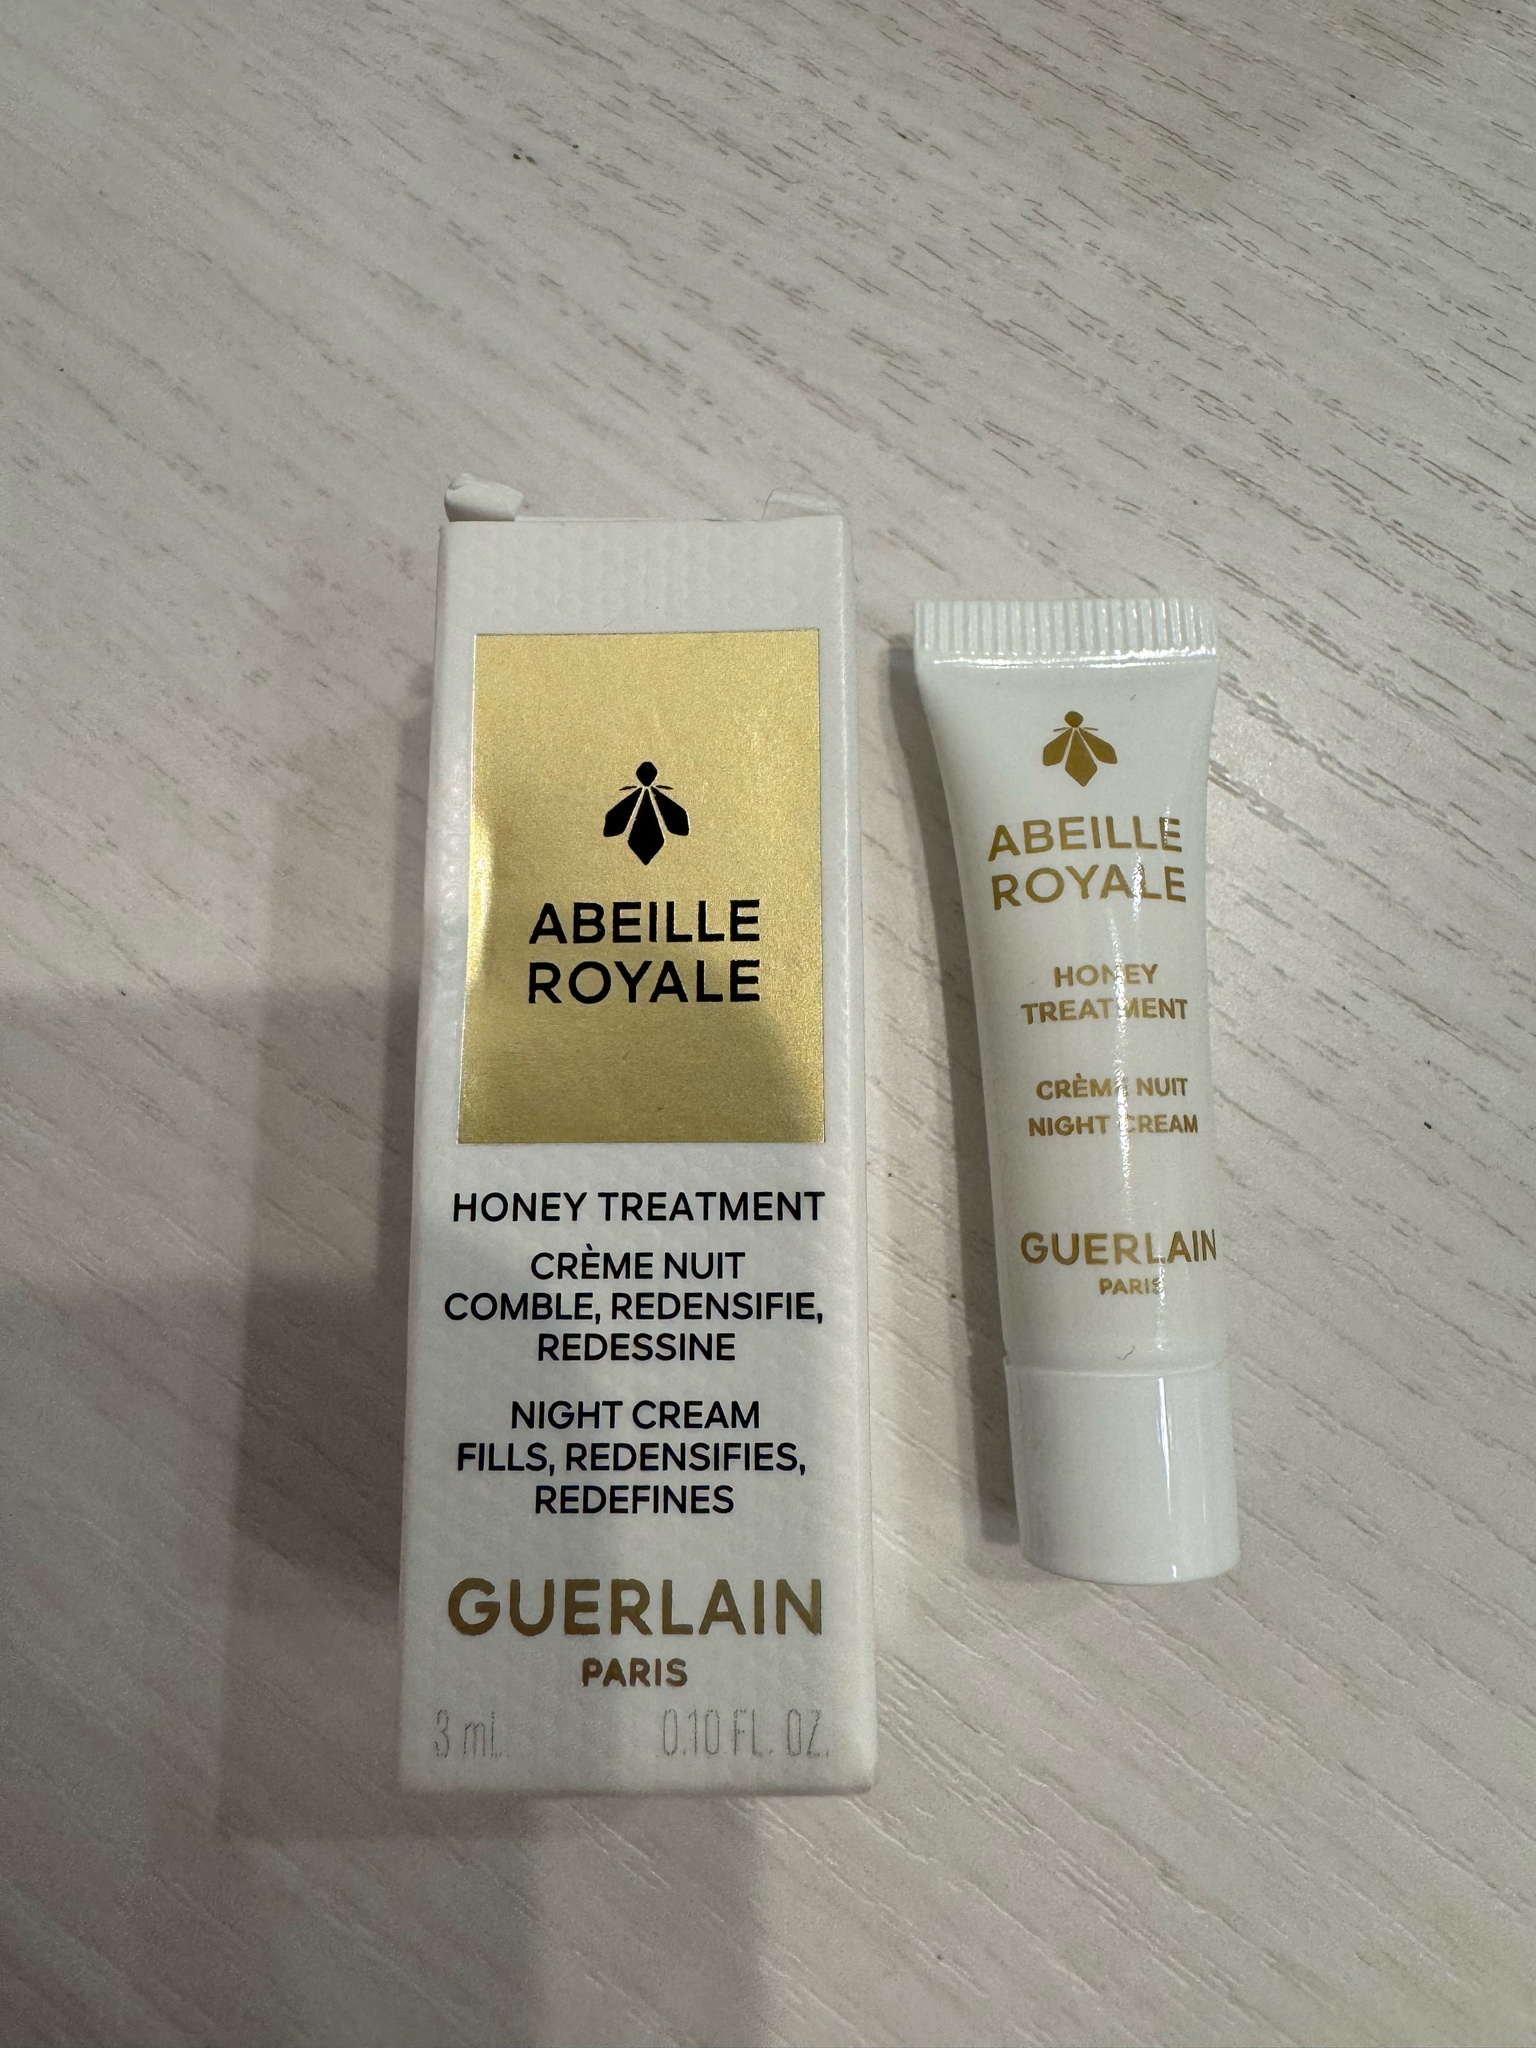 ABEILLE
ROYALE
HONEY TREATMENT
CRÈME NUIT
COMBLE, REDENSIFIE,
REDESSINE
NIGHT CREAM
FILLS, REDENSIFIES,
REDEFINES
GUERLAIN
PARIS
3 mL 0.10 FL. OZ.
ABEILLE
ROYALE
HONEY
TREATMENT
CRÈME NUIT
NIGHT CREAM
GUERLAIN
PARIS